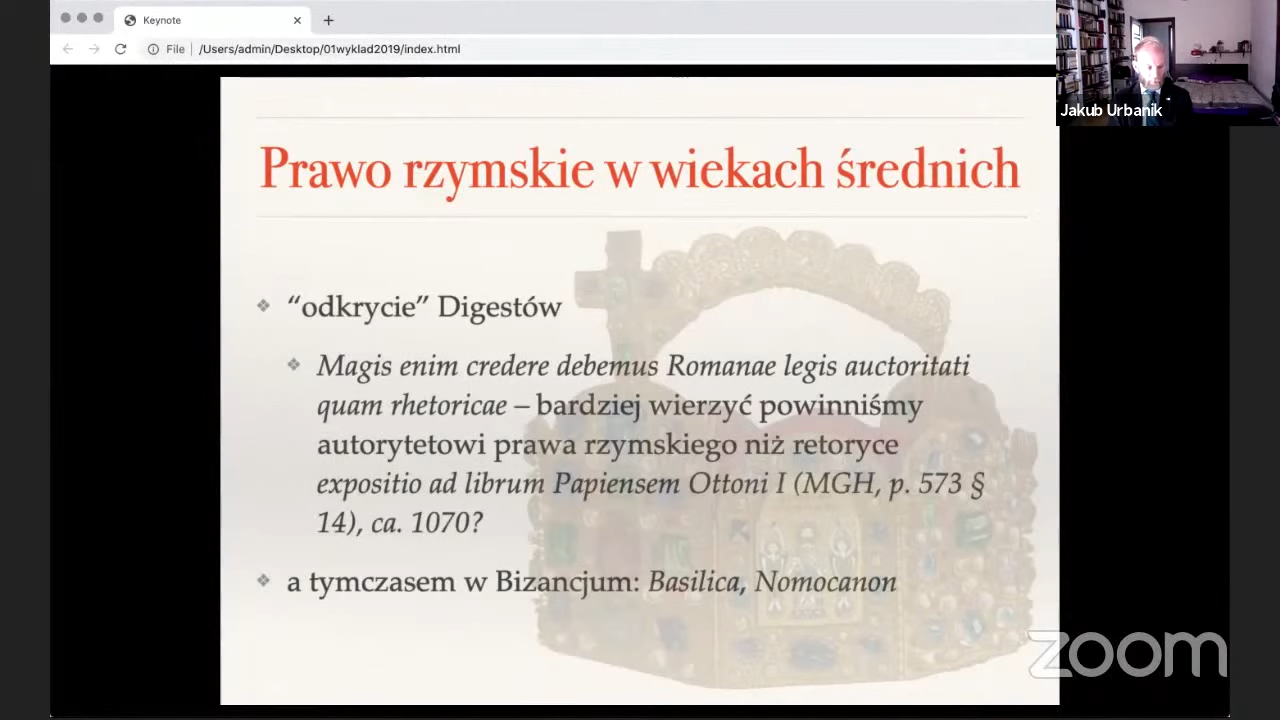 Keynote
File /Users/admin/Desktop/01wyklad2019/index.html
Jakub Urbanik
Prawo rzymskie w wiekach średnich
“odkrycie” Digestów
Magis enim credere debemus Romanae legis auctoritati
quam rhetoricae – bardziej wierzyć powinniśmy
autorytetowi prawa rzymskiego niż retoryce
expositio ad librum Papiensem Ottoni I (MGH, p. 573 §
14), ca. 1070?
a tymczasem w Bizancjum: Basilica, Nomocanon
zoom